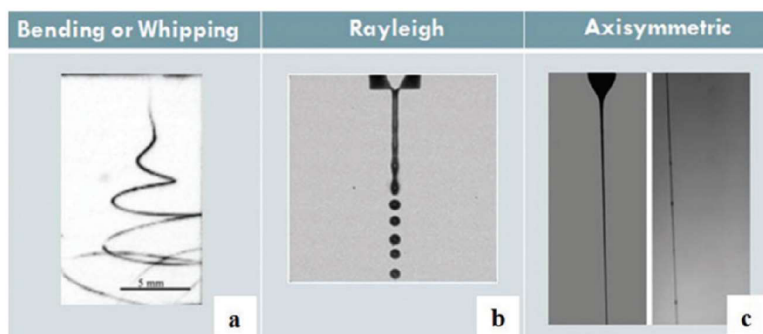 Bending or Whipping
Rayleigh
Axisymmetric
5 mm
a
b
c